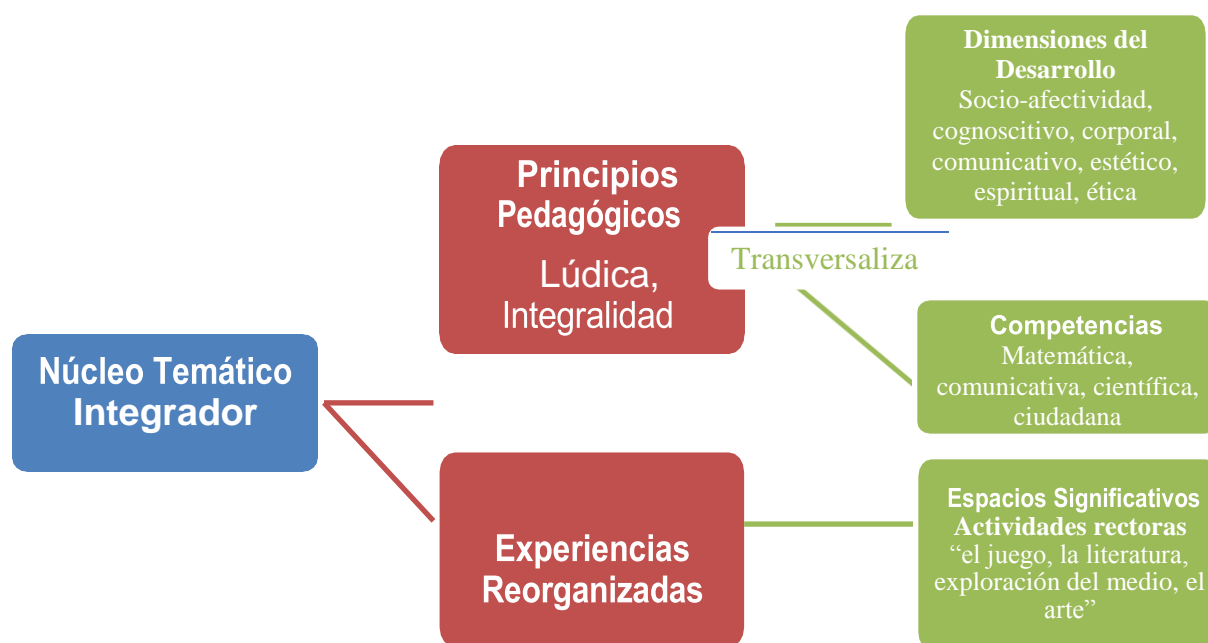 Núcleo Temático
Integrador
Principios
Pedagógicos
Lúdica,
Integralidad
Transversaliza
Dimensiones del
Desarrollo
Socio-afectividad,
cognoscitivo, corporal,
comunicativo, estético,
espiritual, ética
Competencias
Matemática,
comunicativa, científica,
ciudadana
Experiencias
Reorganizadas
Espacios Significativos
Actividades rectoras
“el juego, la literatura,
exploración del medio, el
arte”